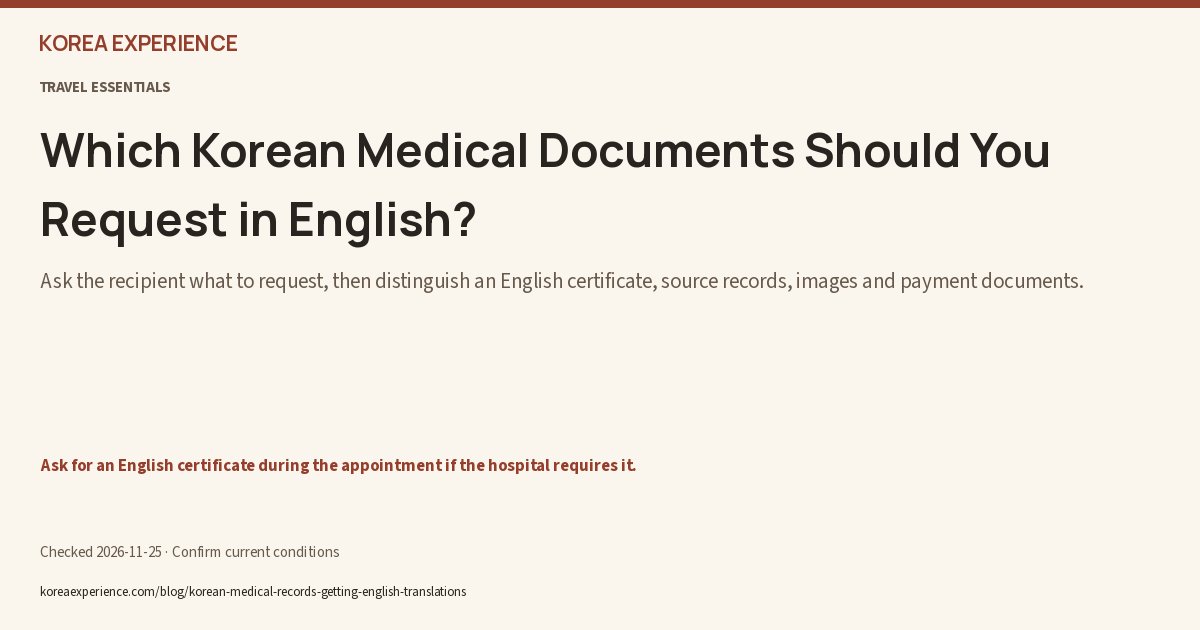 KOREA EXPERIENCE
TRAVEL ESSENTIALS
Which Korean Medical Documents Should You
Request in English?
Ask the recipient what to request, then distinguish an English certificate, source records, images and payment documents.
Ask for an English certificate during the appointment if the hospital requires it.
Checked 2026-11-25 · Confirm current conditions
koreaexperience.com/blog/korean-medical-records-getting-english-translations